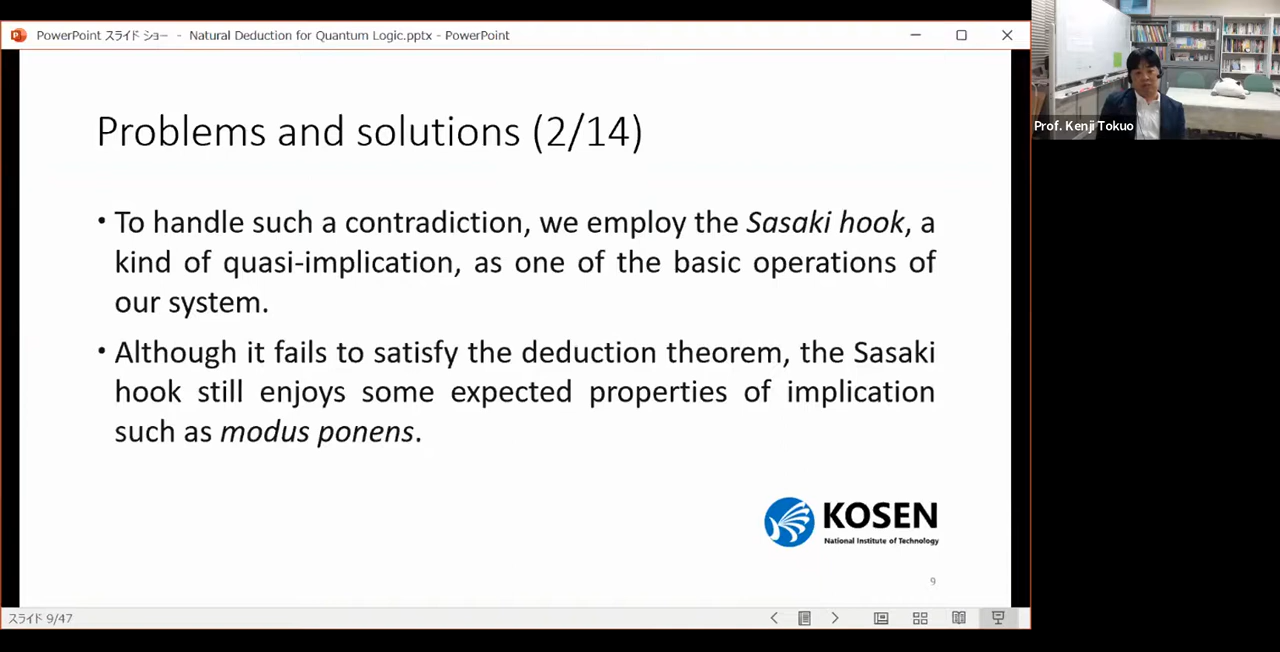 PowerPoint スライド ショー - Natural Deduction for Quantum Logic.pptx - PowerPoint
Prof. Kenji Tokuo
Problems and solutions (2/14)
• To handle such a contradiction, we employ the Sasaki hook, a
kind of quasi-implication, as one of the basic operations of
our system.
• Although it fails to satisfy the deduction theorem, the Sasaki
hook still enjoys some expected properties of implication
such as modus ponens.
KOSEN
National Institute of Technology
9
スライド 9/47